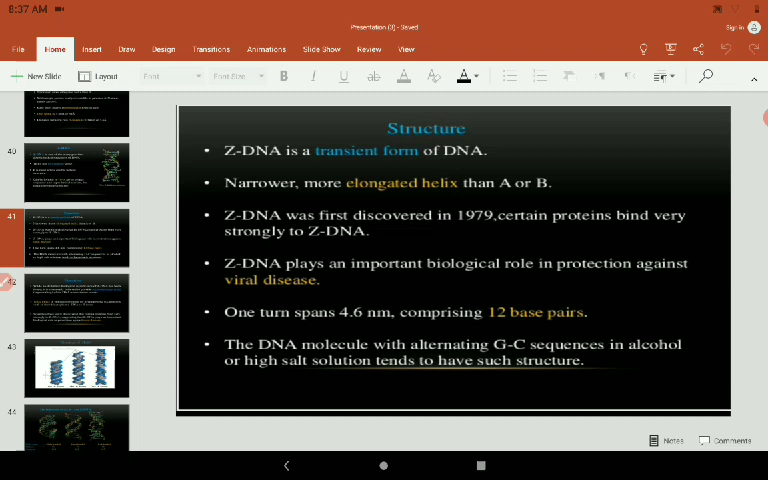 8:37 AM
Presentation (3) - Saved
Sign in
File Home Insert Draw Design Transitions Animations Slide Show Review View
New Slide Layout Font Font Size B I U ab A A
40
41
42
43
44
Structure
• Z-DNA is a transient form of DNA.
• Narrower, more elongated helix than A or B.
• Z-DNA was first discovered in 1979,certain proteins bind very
strongly to Z-DNA.
• Z-DNA plays an important biological role in protection against
viral disease.
• One turn spans 4.6 nm, comprising 12 base pairs.
• The DNA molecule with alternating G-C sequences in alcohol
or high salt solution tends to have such structure.
Notes Comments